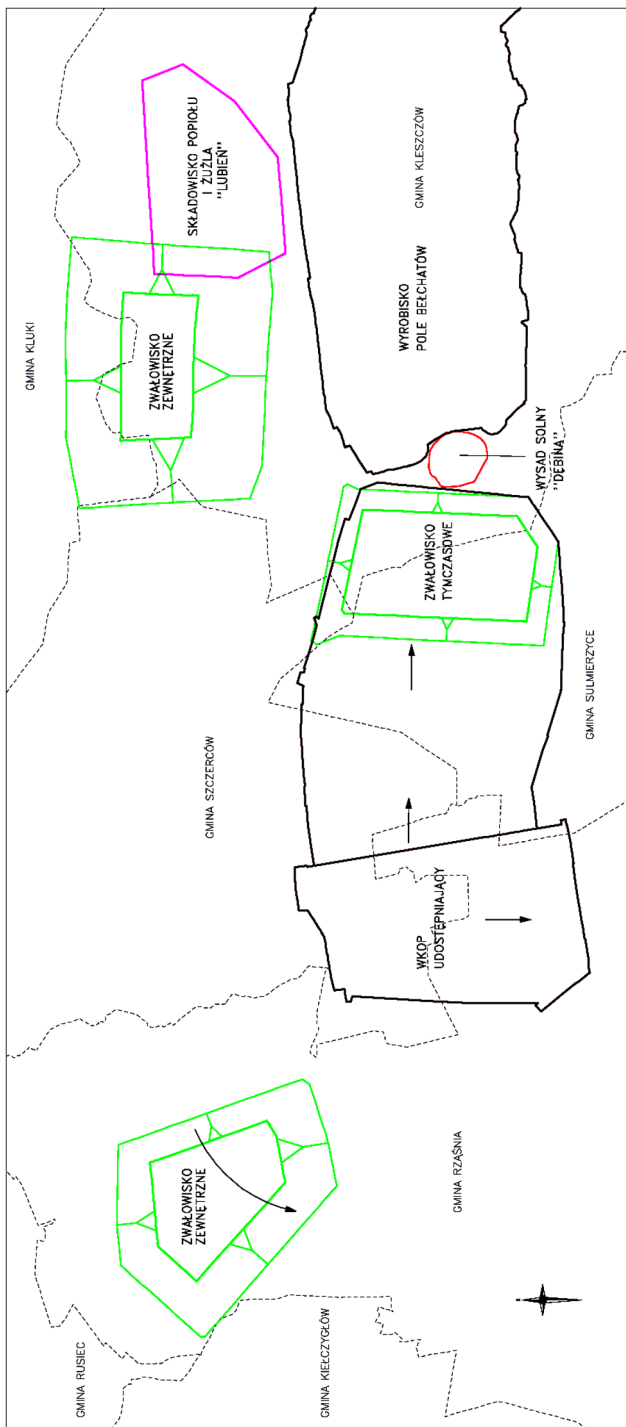 GMINA RUSIEC
GMINA KIEŁCZYGŁÓW
ZWAŁOWISKO
ZEWNĘTRZNE
GMINA RZĄŚNIA
GMINA SZCZERCÓW
WKOP
UDOSTĘPNIAJĄCY
GMINA SULMIERZYCE
ZWAŁOWISKO
TYMCZASOWE
WYSAD SOLNY
"DĘBINA"
GMINA KLUKI
ZWAŁOWISKO
ZEWNĘTRZNE
SKŁADOWISKO POPIOŁU
I ŻUŻLA
"LUBIEŃ"
WYROBISKO
POLE BEŁCHATÓW
GMINA KLESZCZÓW